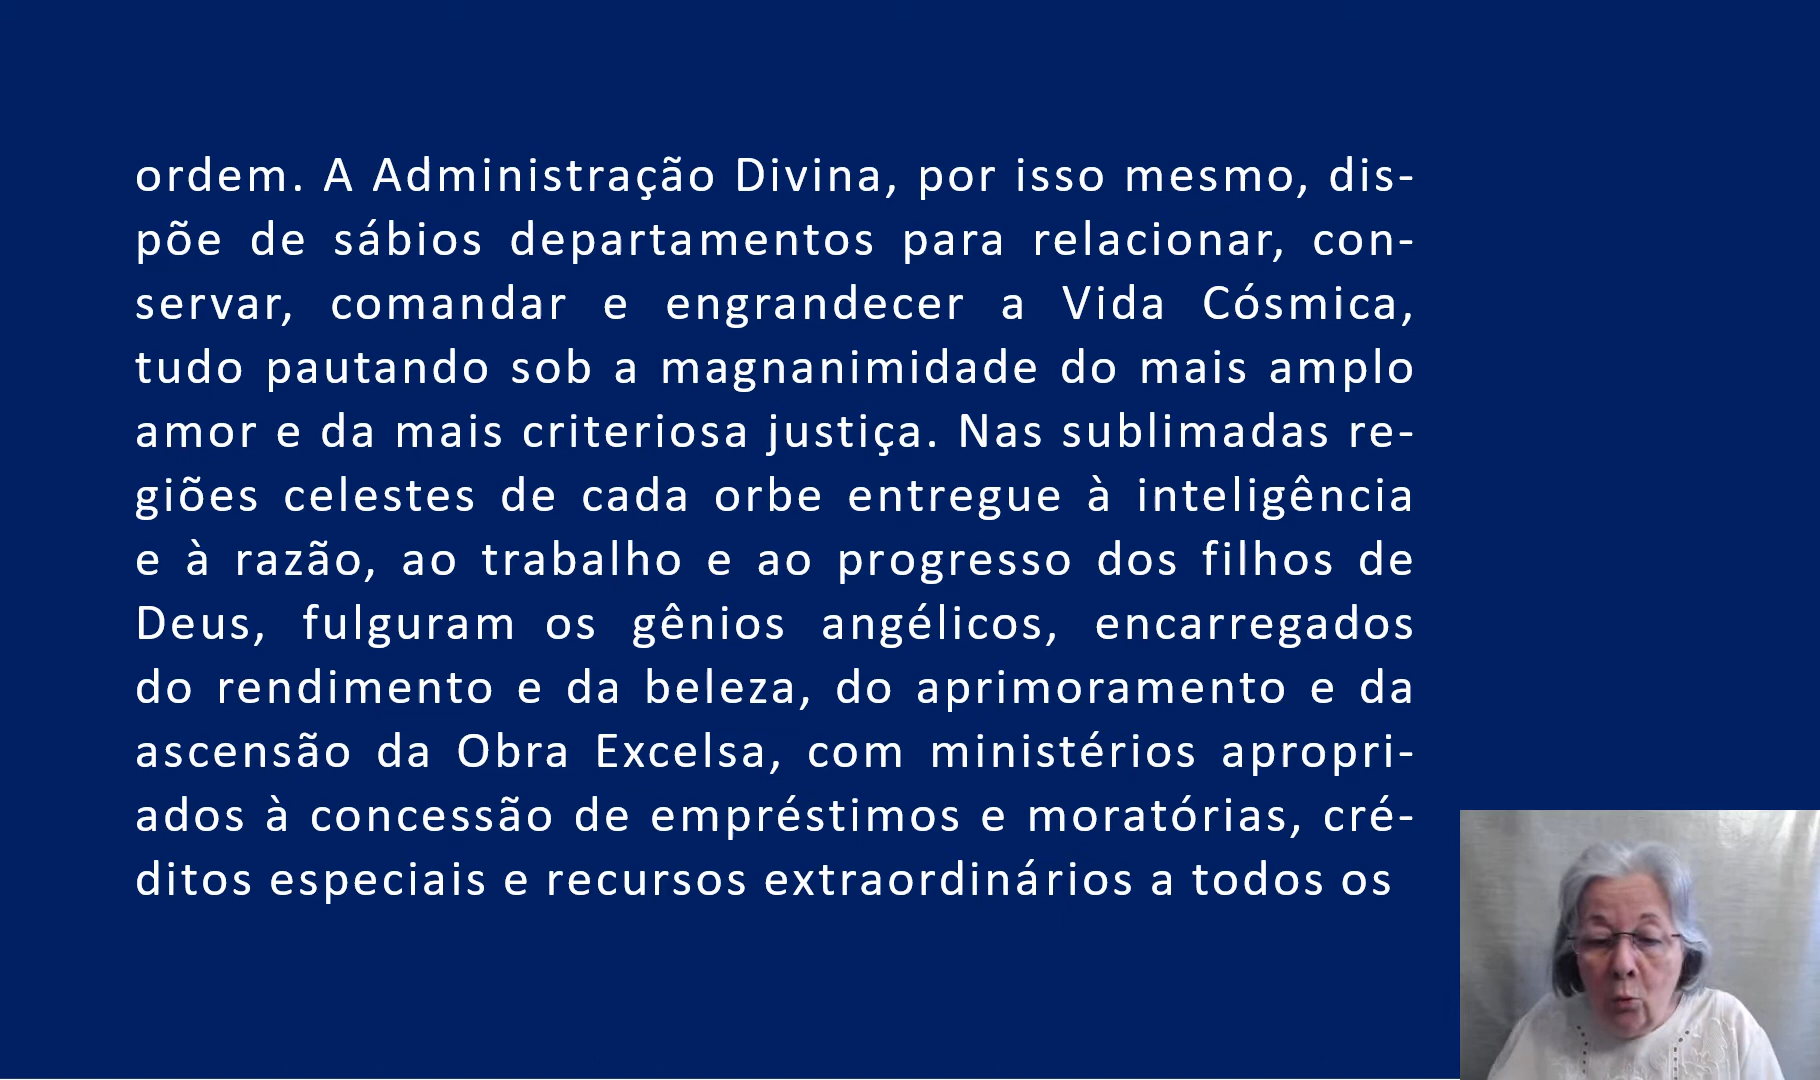 ordem. A Administração Divina, por isso mesmo, dis-
põe de sábios departamentos para relacionar, con-
servar, comandar e engrandecer a Vida Cósmica,
tudo pautando sob a magnanimidade do mais amplo
amor e da mais criteriosa justiça. Nas sublimadas re-
giões celestes de cada orbe entregue à inteligência
e à razão, ao trabalho e ao progresso dos filhos de
Deus, fulguram os gênios angélicos, encarregados
do rendimento e da beleza, do aprimoramento e da
ascensão da Obra Excelsa, com ministérios apropri-
ados à concessão de empréstimos e moratórias, cré-
ditos especiais e recursos extraordinários a todos os